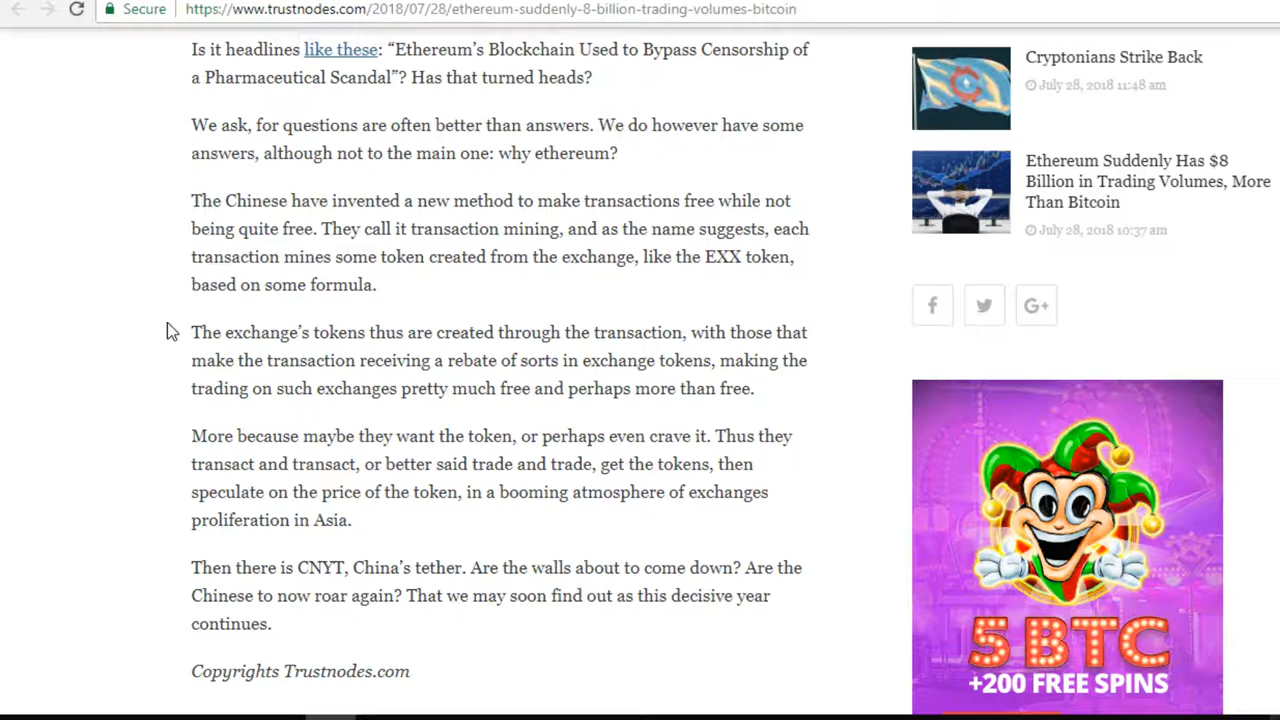 Secure https://www.trustnodes.com/2018/07/28/ethereum-suddenly-8-billion-trading-volumes-bitcoin
Is it headlines like these: “Ethereum’s Blockchain Used to Bypass Censorship of
a Pharmaceutical Scandal”? Has that turned heads?
We ask, for questions are often better than answers. We do however have some
answers, although not to the main one: why ethereum?
The Chinese have invented a new method to make transactions free while not
being quite free. They call it transaction mining, and as the name suggests, each
transaction mines some token created from the exchange, like the EXX token,
based on some formula.
The exchange’s tokens thus are created through the transaction, with those that
make the transaction receiving a rebate of sorts in exchange tokens, making the
trading on such exchanges pretty much free and perhaps more than free.
More because maybe they want the token, or perhaps even crave it. Thus they
transact and transact, or better said trade and trade, get the tokens, then
speculate on the price of the token, in a booming atmosphere of exchanges
proliferation in Asia.
Then there is CNYT, China’s tether. Are the walls about to come down? Are the
Chinese to now roar again? That we may soon find out as this decisive year
continues.
Copyrights Trustnodes.com
Cryptonians Strike Back
July 28, 2018 11:48 am
Ethereum Suddenly Has $8
Billion in Trading Volumes, More
Than Bitcoin
July 28, 2018 10:37 am
f
G+
5 BTC
+200 FREE SPINS